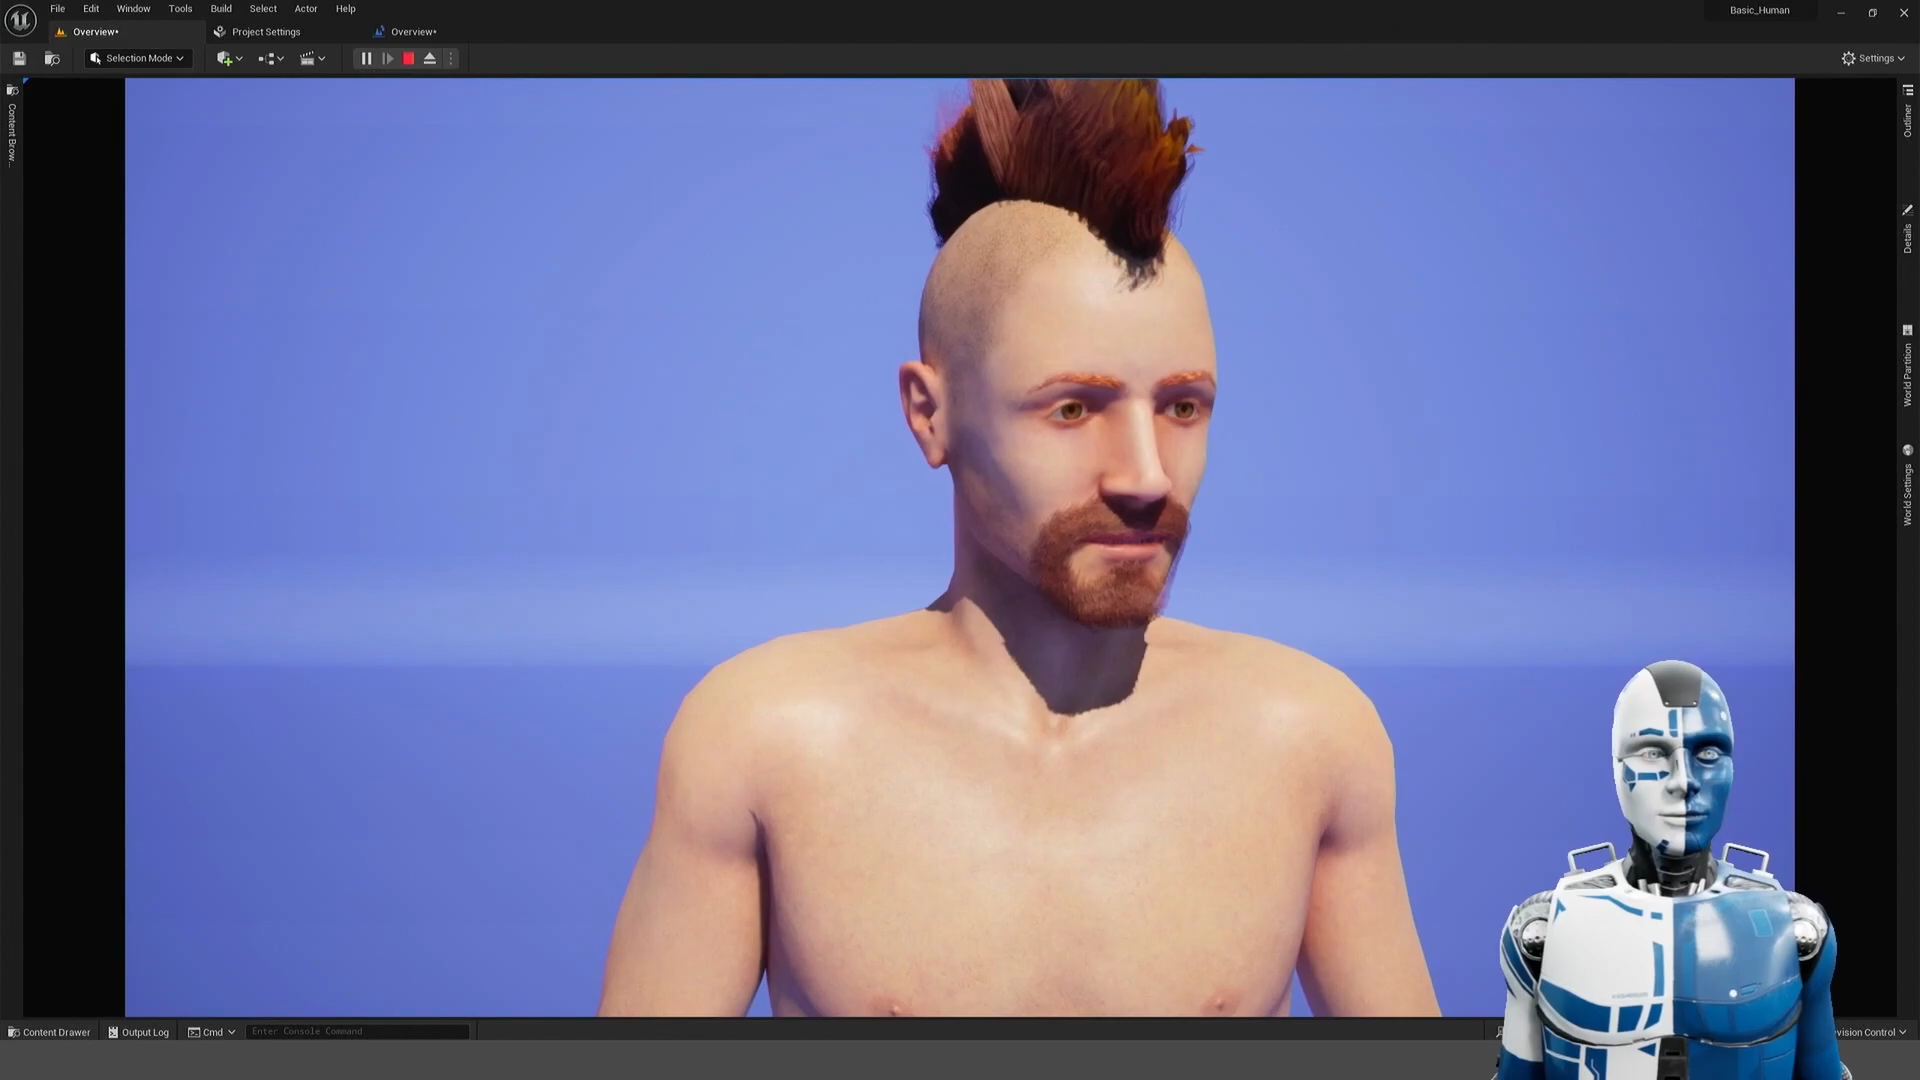 File Edit Window Tools Build Select Actor Help
Basic_Human
Overview*
Project Settings
Overview*
Selection Mode
Settings
Content Brow...
Outliner
Details
World Partition
World Settings
Content Drawer
Output Log
Cmd
Enter Console Command
vision Control